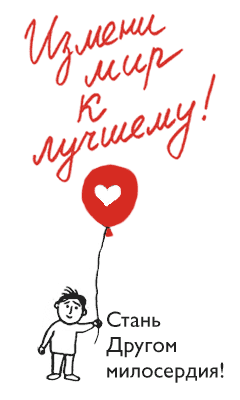 Измени
мир
к
лучшему!
Стань
Другом
милосердия!